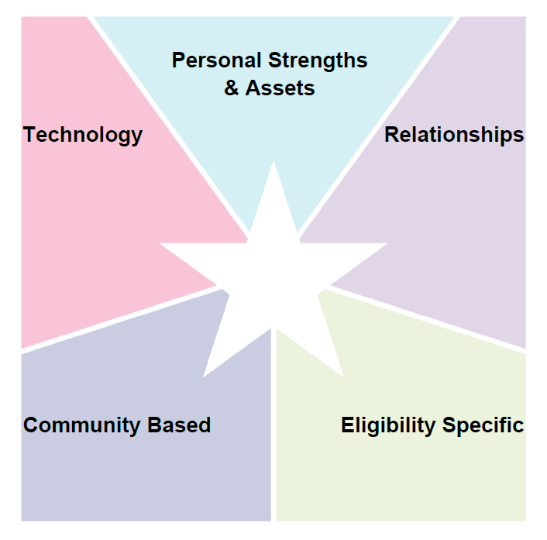 Personal Strengths
& Assets
Technology
Relationships
Community Based
Eligibility Specific